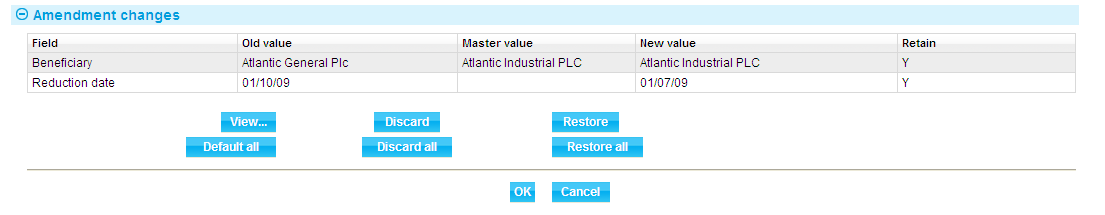 Amendment changes
Field Old value Master value New value Retain
Beneficiary Atlantic General Plc Atlantic Industrial PLC Atlantic Industrial PLC Y
Reduction date 01/10/09 01/07/09 Y
View... Discard Restore
Default all Discard all Restore all
OK Cancel